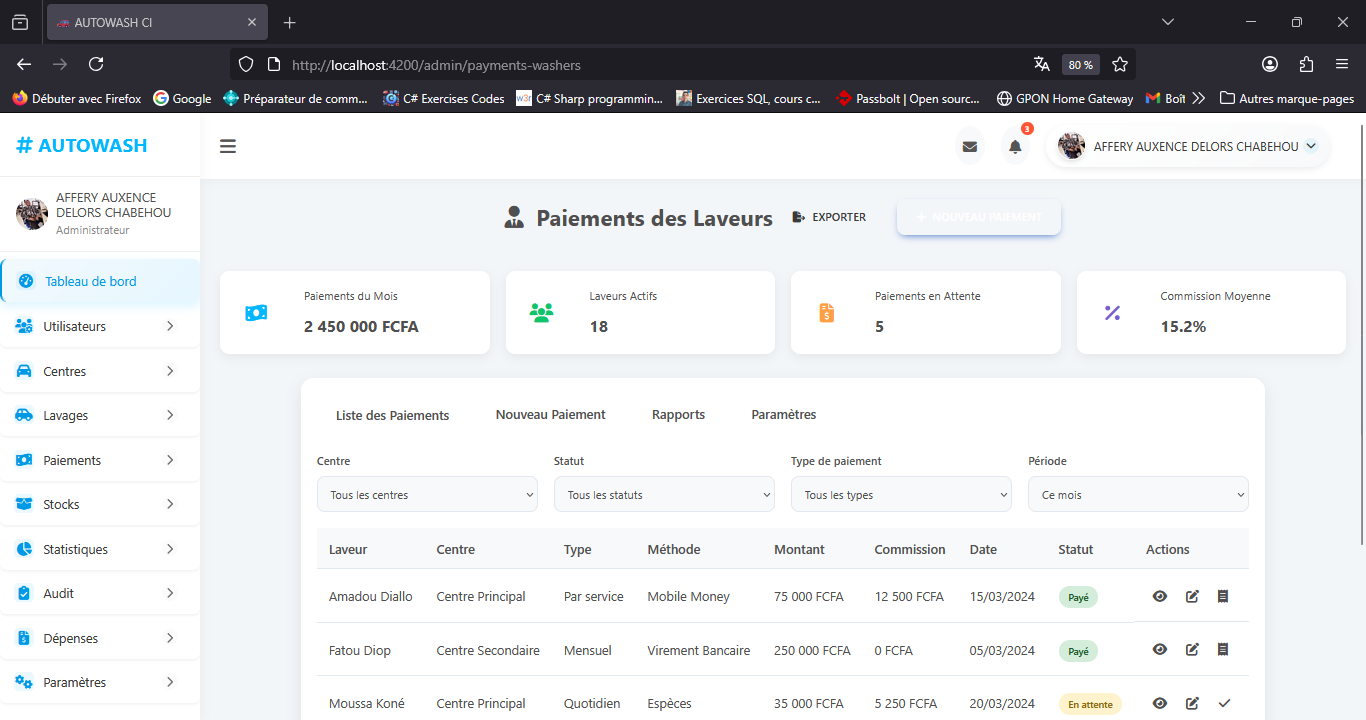 AUTOWASH CI
http://localhost:4200/admin/payments-washers
80 %
Débuter avec Firefox
Google
Préparateur de comm...
C# Exercises Codes
w3r
C# Sharp programmin...
Exercices SQL, cours c...
Passbolt | Open sourc...
GPON Home Gateway
Boît
Autres marque-pages
# AUTOWASH
3
AFFERY AUXENCE DELORS CHABEHOU
AFFERY AUXENCE
DELORS CHABEHOU
Administrateur
Tableau de bord
Utilisateurs
Centres
Lavages
Paiements
Stocks
Statistiques
Audit
Dépenses
Paramètres
Paiements des Laveurs
EXPORTER
+ NOUVEAU PAIEMENT
Paiements du Mois
2 450 000 FCFA
Laveurs Actifs
18
Paiements en Attente
5
Commission Moyenne
15.2%
Liste des Paiements Nouveau Paiement Rapports Paramètres
Centre Statut Type de paiement Période
Tous les centres Tous les statuts Tous les types Ce mois
Laveur Centre Type Méthode Montant Commission Date Statut Actions
Amadou Diallo Centre Principal Par service Mobile Money 75 000 FCFA 12 500 FCFA 15/03/2024 Payé
Fatou Diop Centre Secondaire Mensuel Virement Bancaire 250 000 FCFA 0 FCFA 05/03/2024 Payé
Moussa Koné Centre Principal Quotidien Espèces 35 000 FCFA 5 250 FCFA 20/03/2024 En attente